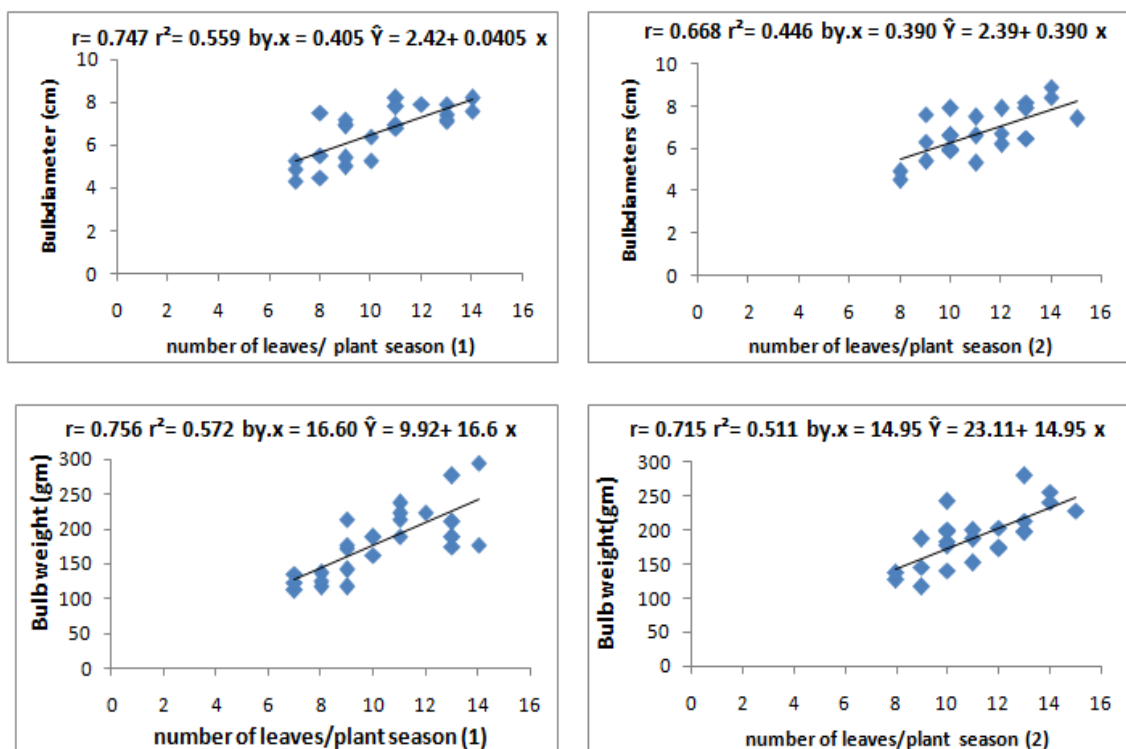 r= 0.747 r²= 0.559 by.x = 0.405 Ŷ = 2.42+ 0.0405 x
Bulbdiameter (cm)
10
8
6
4
2
0
0 2 4 6 8 10 12 14 16
number of leaves/ plant season (1)
r= 0.668 r²= 0.446 by.x = 0.390 Ŷ = 2.39+ 0.390 x
Bulbdiameters (cm)
10
8
6
4
2
0
0 2 4 6 8 10 12 14 16
number of leaves/plant season (2)
r= 0.756 r²= 0.572 by.x = 16.60 Ŷ = 9.92+ 16.6 x
Bulb weight (gm)
300
250
200
150
100
50
0
0 2 4 6 8 10 12 14 16
number of leaves/plant season (1)
r= 0.715 r²= 0.511 by.x = 14.95 Ŷ = 23.11+ 14.95 x
Bulb weight(gm)
300
250
200
150
100
50
0
0 2 4 6 8 10 12 14 16
number of leaves/plant season (2)